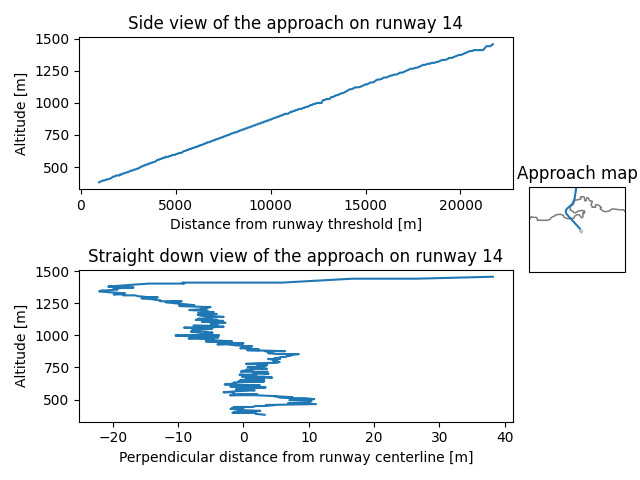 Side view of the approach on runway 14
1500
1250
1000
750
500
Altitude [m]
0 5000 10000 15000 20000
Distance from runway threshold [m]
Approach map
Straight down view of the approach on runway 14
1500
1250
1000
750
500
Altitude [m]
−20 −10 0 10 20 30 40
Perpendicular distance from runway centerline [m]